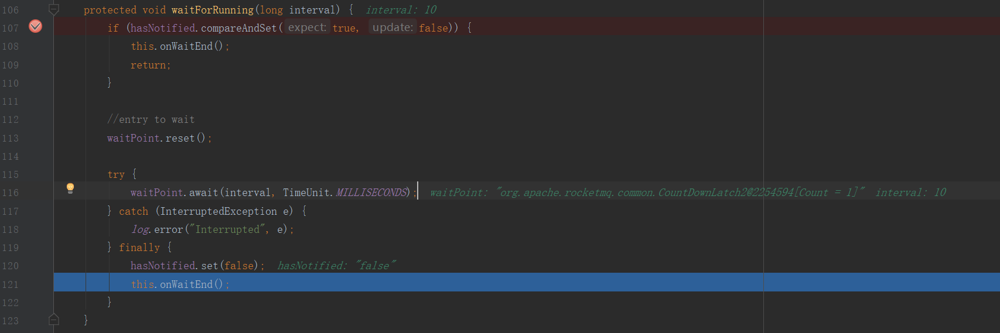 106 protected void waitForRunning(long interval) { interval: 10
107 if (hasNotified.compareAndSet( expect: true, update: false)) {
108 this.onWaitEnd();
109 return;
110 }
111
112 //entry to wait
113 waitPoint.reset();
114
115 try {
116 waitPoint.await(interval, TimeUnit.MILLISECONDS); waitPoint: "org.apache.rocketmq.common.CountDownLatch2@2254594[Count = 1]" interval: 10
117 } catch (InterruptedException e) {
118 log.error("Interrupted", e);
119 } finally {
120 hasNotified.set(false); hasNotified: "false"
121 this.onWaitEnd();
122 }
123 }